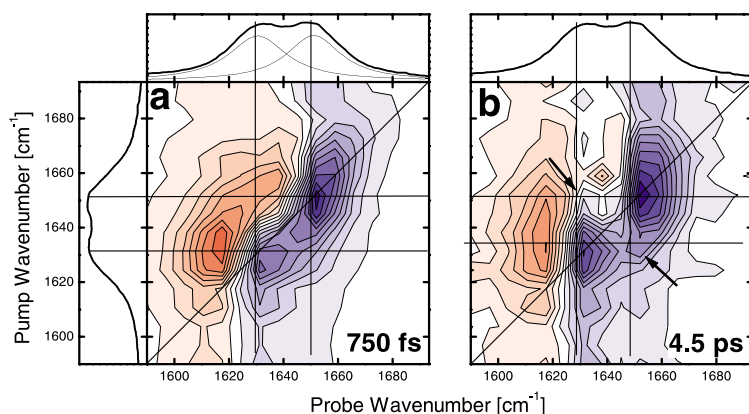 a
b
Pump Wavenumber [cm-1]
1680
1660
1640
1620
1600
750 fs
4.5 ps
1600 1620 1640 1660 1680
1600 1620 1640 1660 1680
Probe Wavenumber [cm-1]